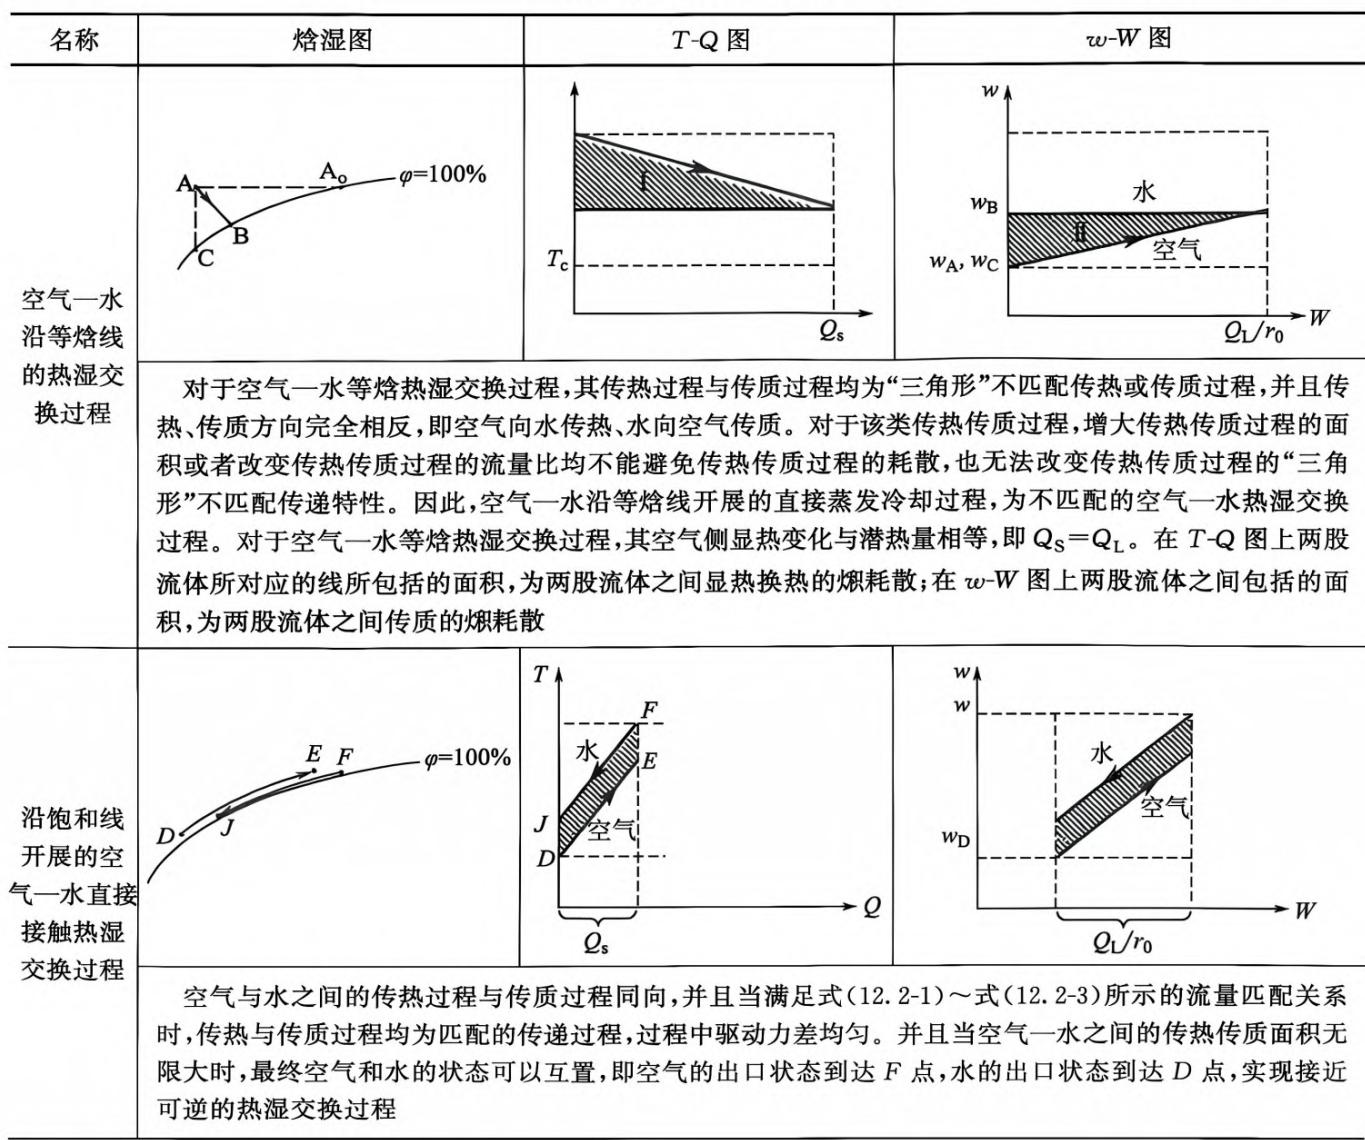 名称 焓湿图 T-Q 图 w-W 图
空气—水
沿等焓线
的热湿交
换过程
A
A₀
φ=100%
B
C
I
T_c
Q_s
w
水
w_B
II
空气
w_A, w_C
W
Q_L/r_0
对于空气—水等焓热湿交换过程,其传热过程与传质过程均为“三角形”不匹配传热或传质过程,并且传
热、传质方向完全相反,即空气向水传热、水向空气传质。对于该类传热传质过程,增大传热传质过程的面
积或者改变传热传质过程的流量比均不能避免传热传质过程的耗散,也无法改变传热传质过程的“三角
形”不匹配传递特性。因此,空气—水沿等焓线开展的直接蒸发冷却过程,为不匹配的空气—水热湿交换
过程。对于空气—水等焓热湿交换过程,其空气侧显热变化与潜热量相等,即 Q_S=Q_L。在 T-Q 图上两股
流体所对应的线所包括的面积,为两股流体之间显热换热的㶲耗散;在 w-W 图上两股流体之间包括的面
积,为两股流体之间传质的㶲耗散
沿饱和线
开展的空
气—水直接
接触热湿
交换过程
E
F
φ=100%
D
J
T
F
水
E
J
空气
D
Q
Q_s
w
w
水
空气
w_D
W
Q_L/r_0
空气与水之间的传热过程与传质过程同向,并且当满足式(12.2-1)～式(12.2-3)所示的流量匹配关系
时,传热与传质过程均为匹配的传递过程,过程中驱动力差均匀。并且当空气—水之间的传热传质面积无
限大时,最终空气和水的状态可以互置,即空气的出口状态到达 F 点,水的出口状态到达 D 点,实现接近
可逆的热湿交换过程